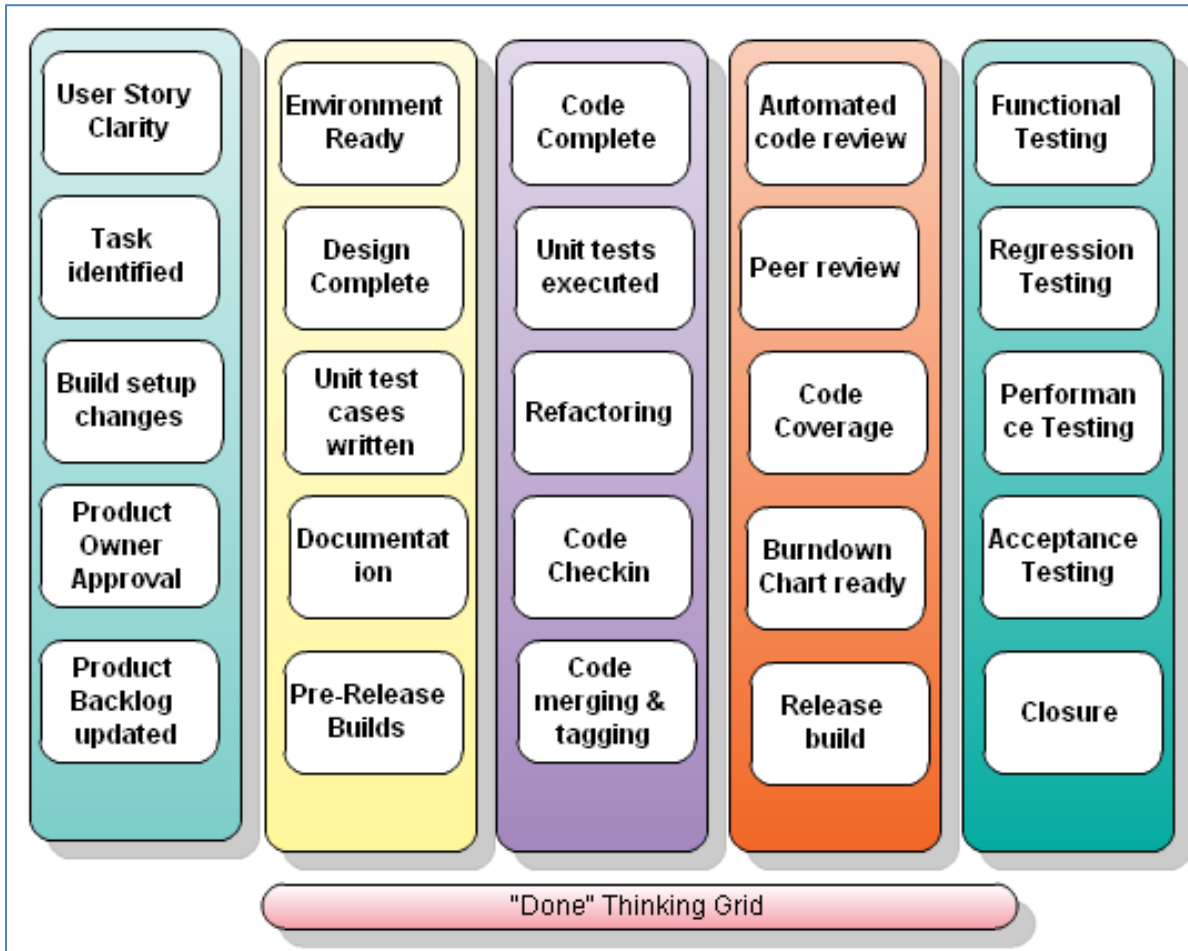 User Story
Clarity
Task
identified
Build setup
changes
Product
Owner
Approval
Product
Backlog
updated
Environment
Ready
Design
Complete
Unit test
cases
written
Documentat
ion
Pre-Release
Builds
Code
Complete
Unit tests
executed
Refactoring
Code
Checkin
Code
merging &
tagging
Automated
code review
Peer review
Code
Coverage
Burndown
Chart ready
Release
build
Functional
Testing
Regression
Testing
Performan
ce Testing
Acceptance
Testing
Closure
"Done" Thinking Grid